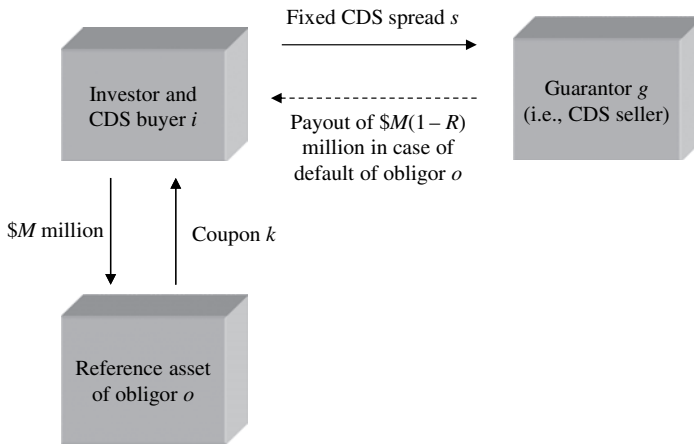 Fixed CDS spread s
Investor and
CDS buyer i
Guarantor g
(i.e., CDS seller)
Payout of $M(1 – R)
million in case of
default of obligor o
$M million
Coupon k
Reference asset
of obligor o